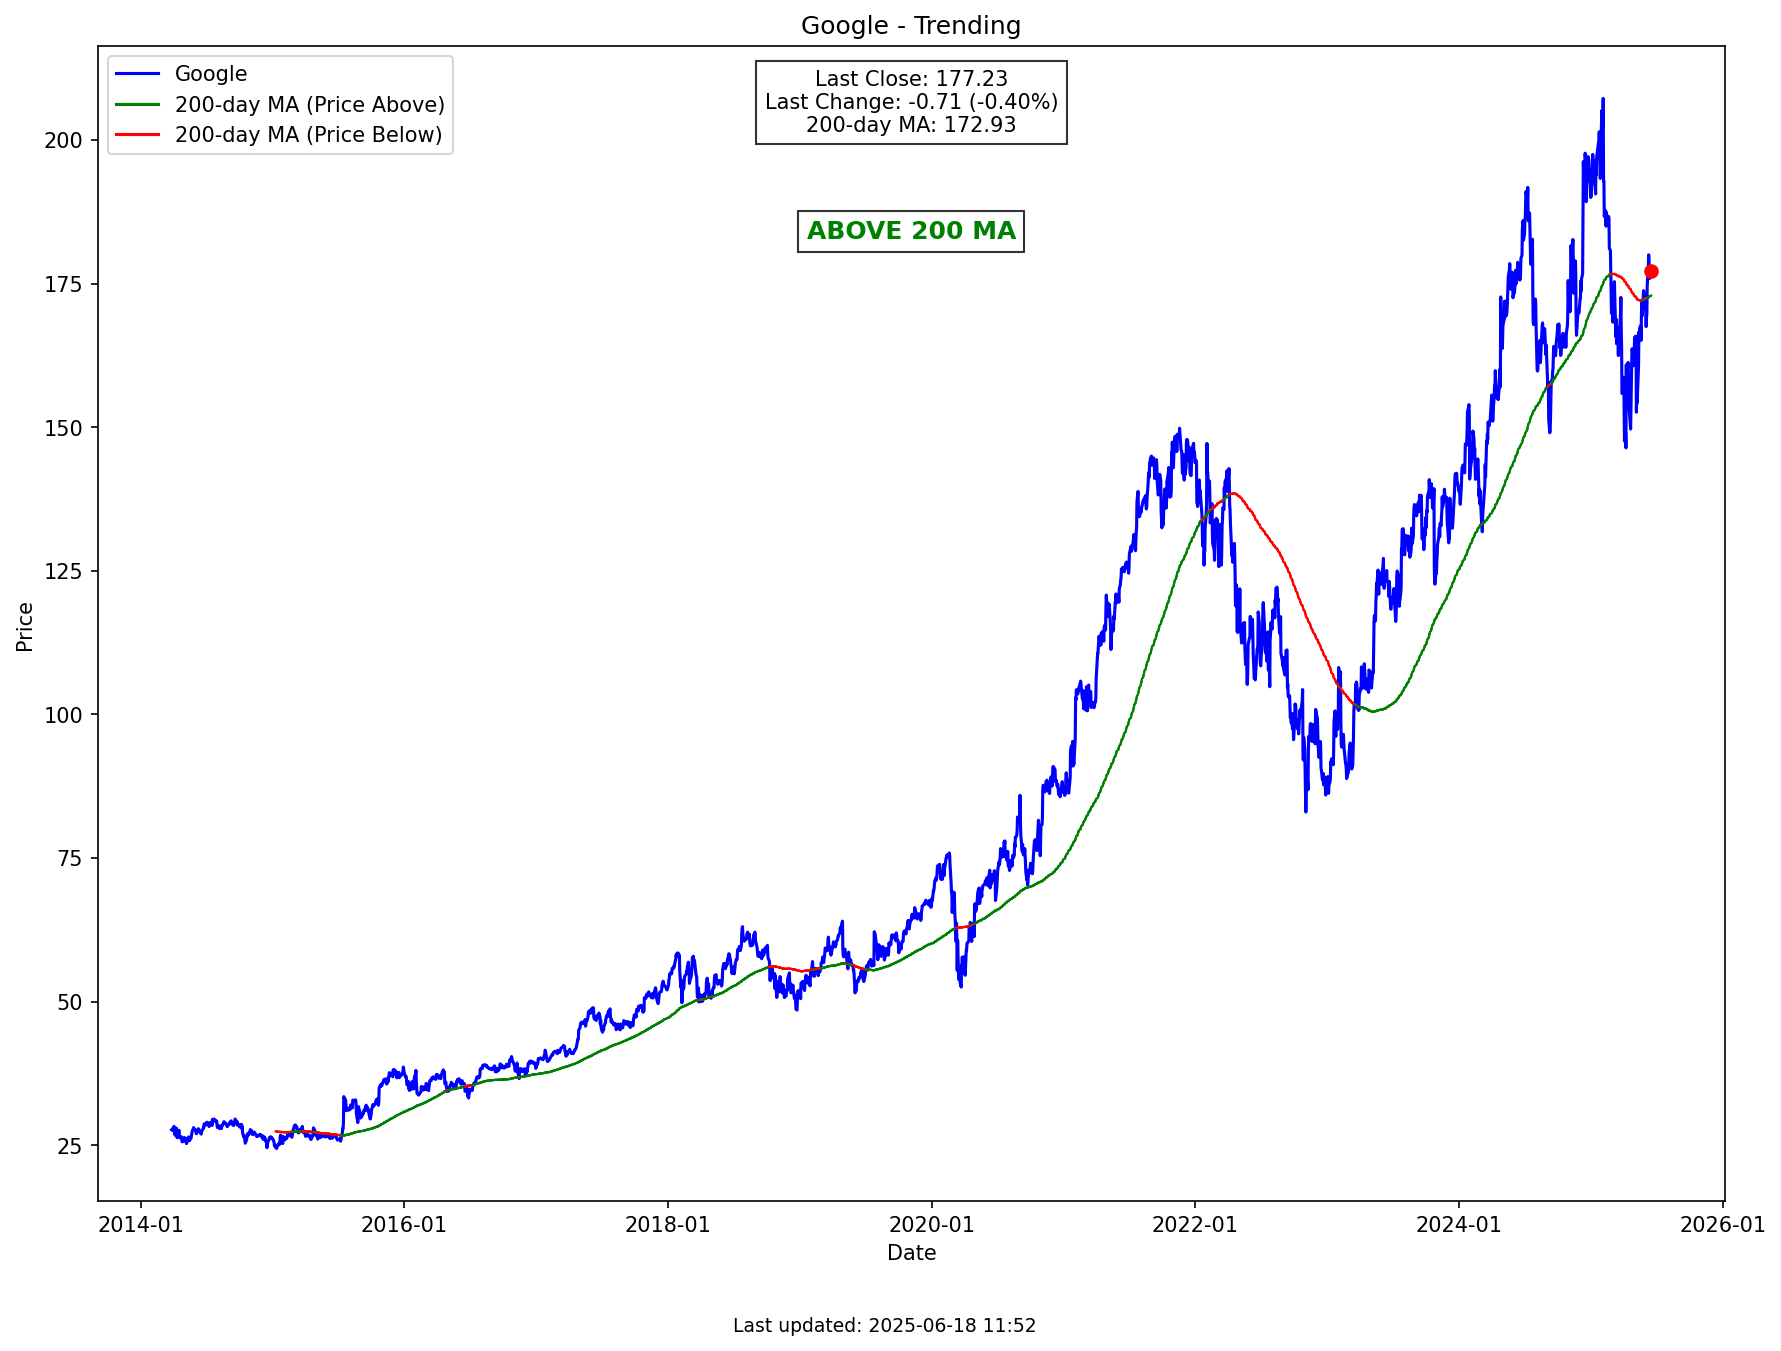 Google - Trending
Google
200-day MA (Price Above)
200-day MA (Price Below)
Last Close: 177.23
Last Change: -0.71 (-0.40%)
200-day MA: 172.93
ABOVE 200 MA
Price
200
175
150
125
100
75
50
25
2014-01 2016-01 2018-01 2020-01 2022-01 2024-01 2026-01
Date
Last updated: 2025-06-18 11:52